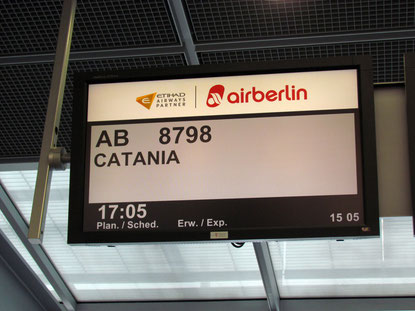 ETIHAD
AIRWAYS
PARTNER
airberlin
AB 8798
CATANIA
17:05 15 05
Plan. / Sched. Erw. / Exp.